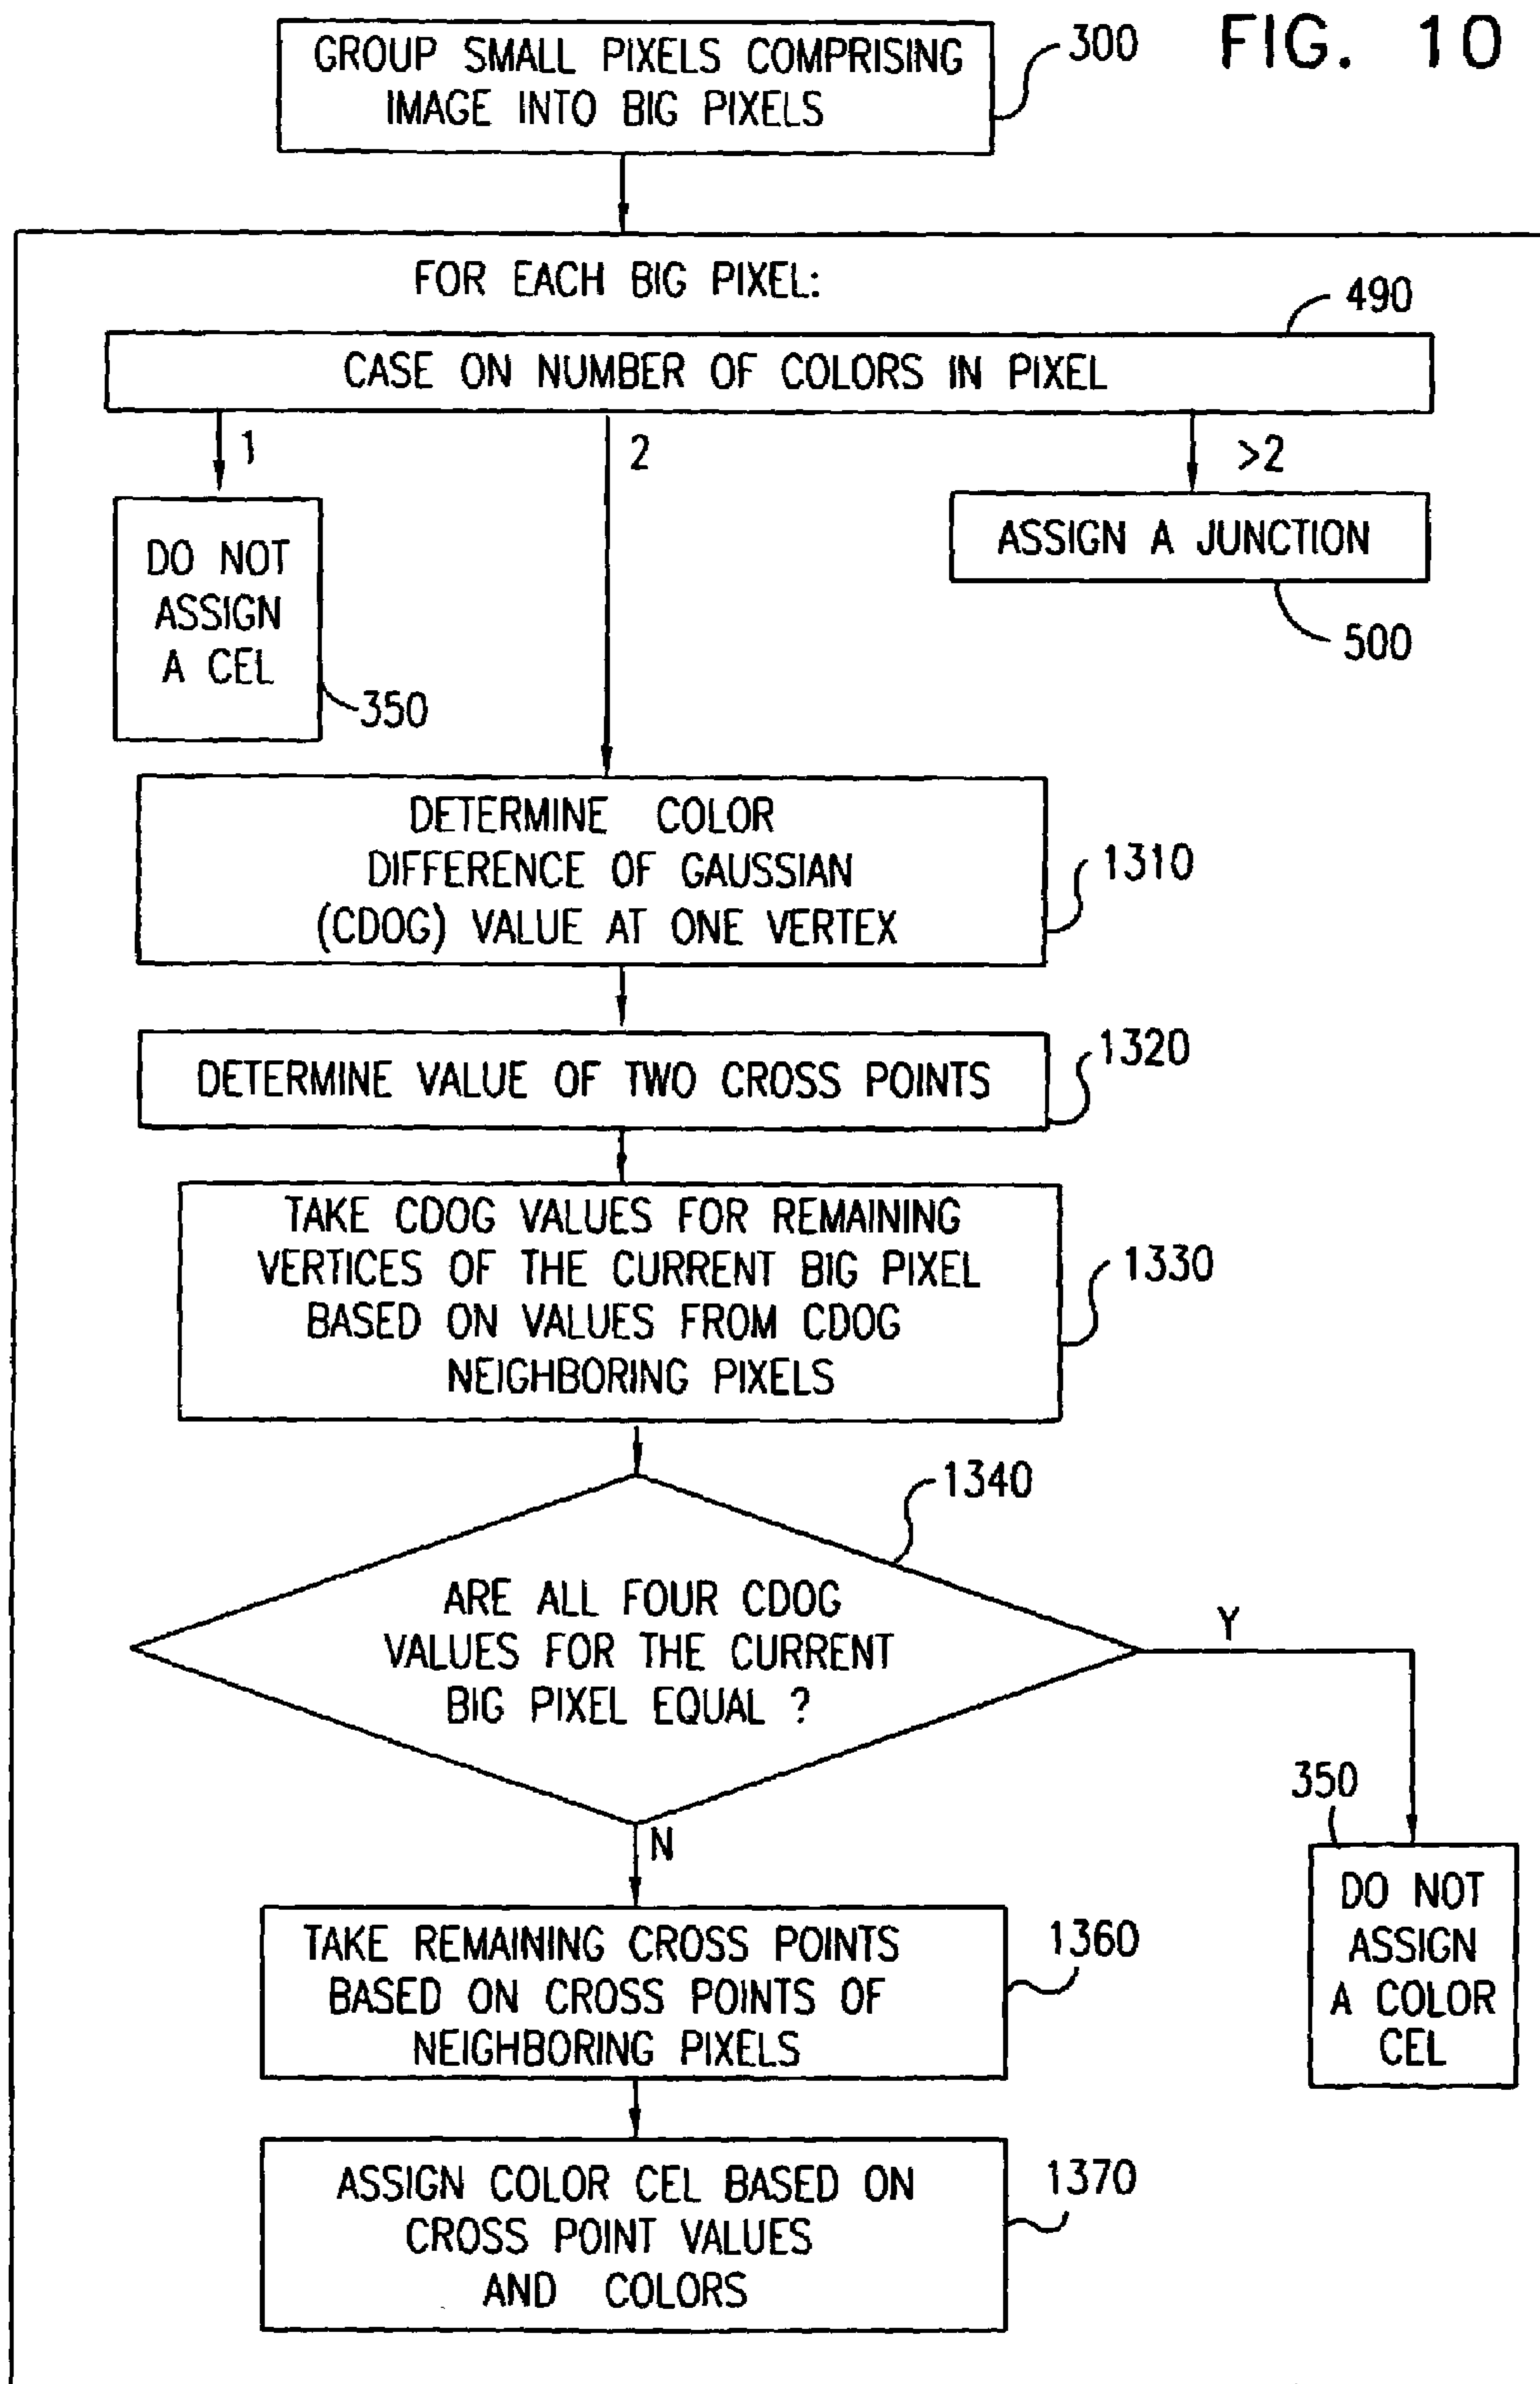 FIG. 10
GROUP SMALL PIXELS COMPRISING
IMAGE INTO BIG PIXELS
300
FOR EACH BIG PIXEL:
490
CASE ON NUMBER OF COLORS IN PIXEL
1
2
>2
DO NOT
ASSIGN
A CEL
350
ASSIGN A JUNCTION
500
DETERMINE COLOR
DIFFERENCE OF GAUSSIAN
(CDOG) VALUE AT ONE VERTEX
1310
DETERMINE VALUE OF TWO CROSS POINTS
1320
TAKE CDOG VALUES FOR REMAINING
VERTICES OF THE CURRENT BIG PIXEL
BASED ON VALUES FROM CDOG
NEIGHBORING PIXELS
1330
1340
ARE ALL FOUR CDOG
VALUES FOR THE CURRENT
BIG PIXEL EQUAL ?
Y
N
350
DO NOT
ASSIGN
A COLOR
CEL
TAKE REMAINING CROSS POINTS
BASED ON CROSS POINTS OF
NEIGHBORING PIXELS
1360
ASSIGN COLOR CEL BASED ON
CROSS POINT VALUES
AND COLORS
1370